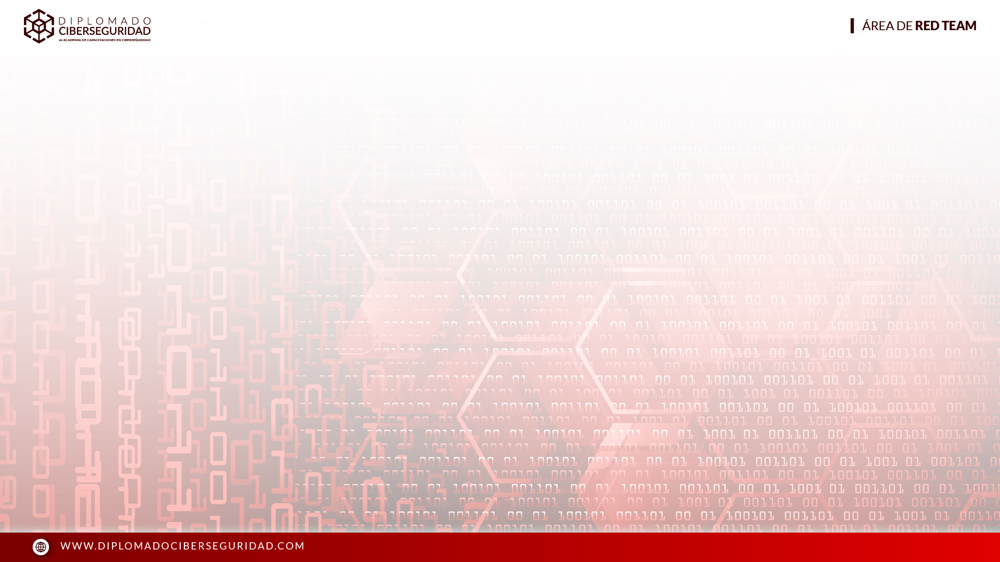 DIPLOMADO
CIBERSEGURIDAD
de ACADEMIA DE CAPACITACIONES EN CIBERSEGURIDAD
ÁREA DE RED TEAM
WWW.DIPLOMADOCIBERSEGURIDAD.COM